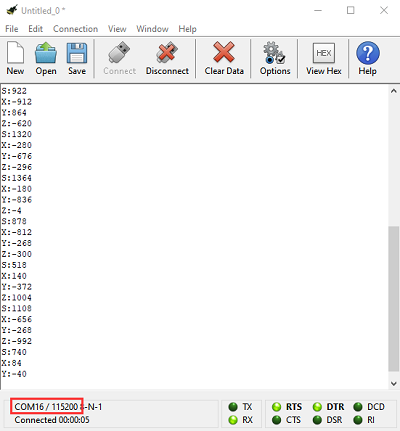 Untitled_0 *
File Edit Connection View Window Help
HEX
New Open Save Connect Disconnect Clear Data Options View Hex Help
S:922
X:-912
Y:864
Z:-620
S:1320
X:-280
Y:-676
Z:-296
S:1364
X:-180
Y:-836
Z:-4
S:878
X:-812
Y:-268
Z:-300
S:518
X:140
Y:-372
Z:1004
S:1108
X:-656
Y:-268
Z:-992
S:740
X:84
Y:-40
COM16 / 115200 8-N-1
Connected 00:00:05
TX RTS DTR DCD
RX CTS DSR RI